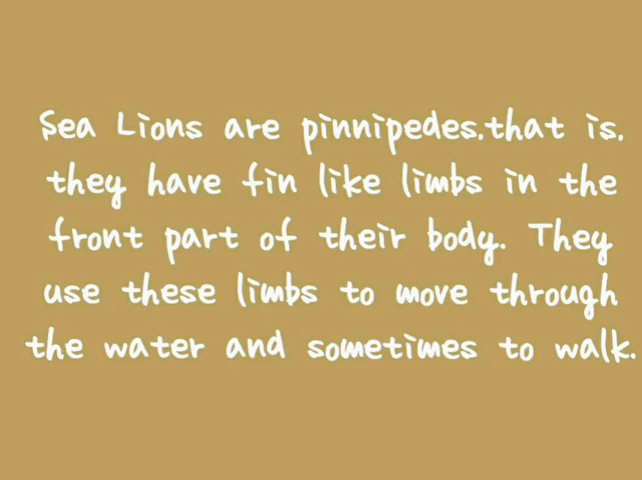 Sea Lions are pinnipedes.that is.
they have fin like limbs in the
front part of their body. They
use these limbs to move through
the water and sometimes to walk.